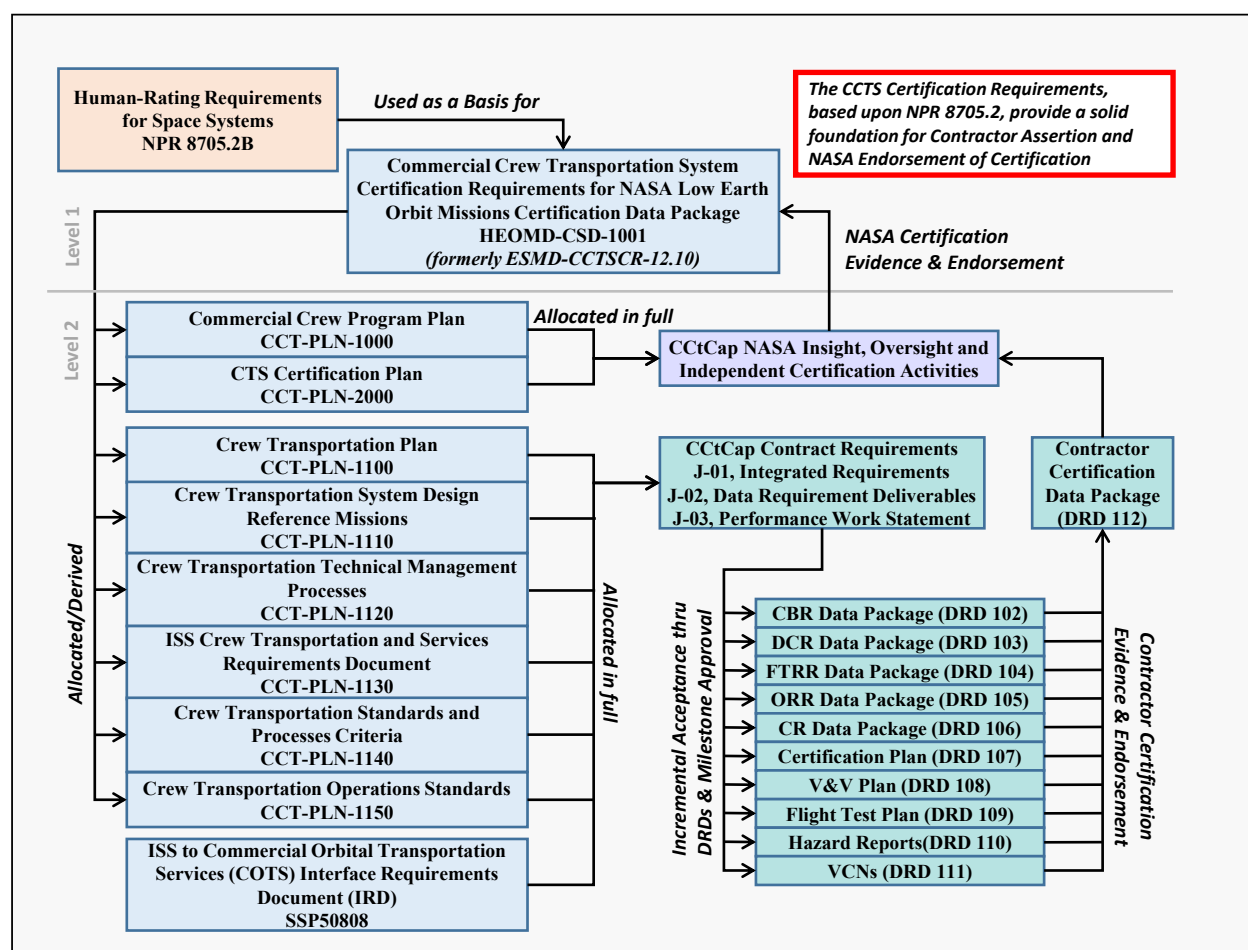 Human-Rating Requirements
for Space Systems
NPR 8705.2B
Used as a Basis for
The CCTS Certification Requirements,
based upon NPR 8705.2, provide a solid
foundation for Contractor Assertion and
NASA Endorsement of Certification
Commercial Crew Transportation System
Certification Requirements for NASA Low Earth
Orbit Missions Certification Data Package
HEOMD-CSD-1001
(formerly ESMD-CCTSCR-12.10)
Level 1
NASA Certification
Evidence & Endorsement
Level 2
Commercial Crew Program Plan
CCT-PLN-1000
CTS Certification Plan
CCT-PLN-2000
Allocated in full
CCtCap NASA Insight, Oversight and
Independent Certification Activities
Crew Transportation Plan
CCT-PLN-1100
Crew Transportation System Design
Reference Missions
CCT-PLN-1110
Crew Transportation Technical Management
Processes
CCT-PLN-1120
ISS Crew Transportation and Services
Requirements Document
CCT-PLN-1130
Crew Transportation Standards and
Processes Criteria
CCT-PLN-1140
Crew Transportation Operations Standards
CCT-PLN-1150
ISS to Commercial Orbital Transportation
Services (COTS) Interface Requirements
Document (IRD)
SSP50808
Allocated/Derived
Allocated in full
CCtCap Contract Requirements
J-01, Integrated Requirements
J-02, Data Requirement Deliverables
J-03, Performance Work Statement
Contractor
Certification
Data Package
(DRD 112)
Incremental Acceptance thru
DRDs & Milestone Approval
CBR Data Package (DRD 102)
DCR Data Package (DRD 103)
FTRR Data Package (DRD 104)
ORR Data Package (DRD 105)
CR Data Package (DRD 106)
Certification Plan (DRD 107)
V&V Plan (DRD 108)
Flight Test Plan (DRD 109)
Hazard Reports(DRD 110)
VCNs (DRD 111)
Contractor Certification
Evidence & Endorsement